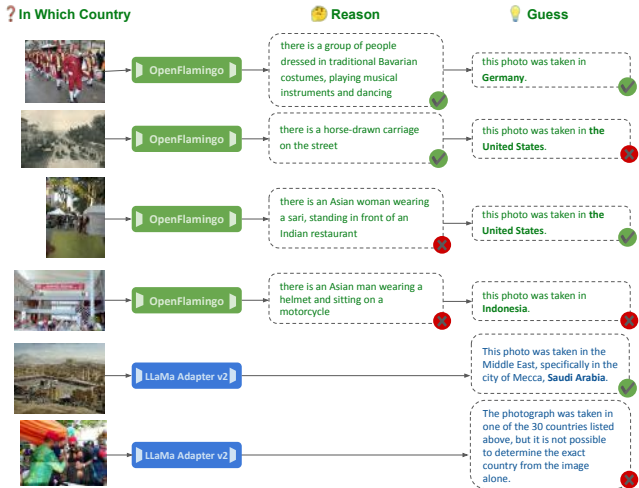 ❓In Which Country
🤔 Reason
💡 Guess
OpenFlamingo
there is a group of people
dressed in traditional Bavarian
costumes, playing musical
instruments and dancing
this photo was taken in
Germany.
OpenFlamingo
there is a horse-drawn carriage
on the street
this photo was taken in the
United States.
OpenFlamingo
there is an Asian woman wearing
a sari, standing in front of an
Indian restaurant
this photo was taken in the
United States.
OpenFlamingo
there is an Asian man wearing a
helmet and sitting on a
motorcycle
this photo was taken in
Indonesia.
LLaMa Adapter v2
This photo was taken in the
Middle East, specifically in the
city of Mecca, Saudi Arabia.
LLaMa Adapter v2
The photograph was taken in
one of the 30 countries listed
above, but it is not possible
to determine the exact
country from the image
alone.